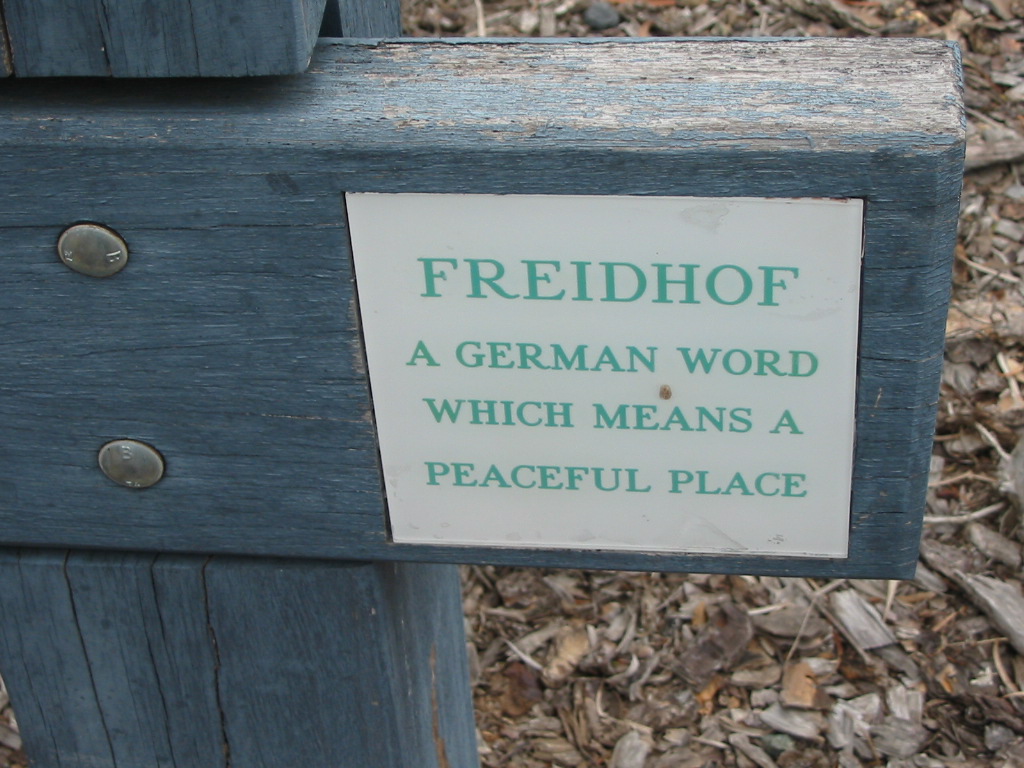 FREIDHOF
A GERMAN WORD
WHICH MEANS A
PEACEFUL PLACE